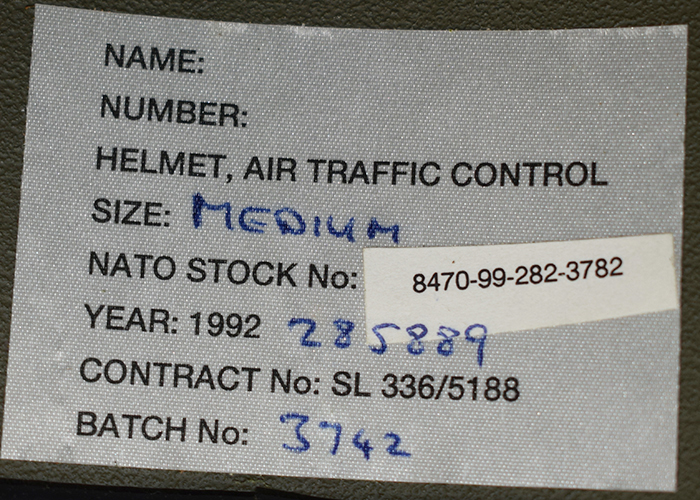 NAME:
NUMBER:
HELMET, AIR TRAFFIC CONTROL
SIZE: MEDIUM
NATO STOCK No: 8470-99-282-3782
YEAR: 1992 285889
CONTRACT No: SL 336/5188
BATCH No: 3742